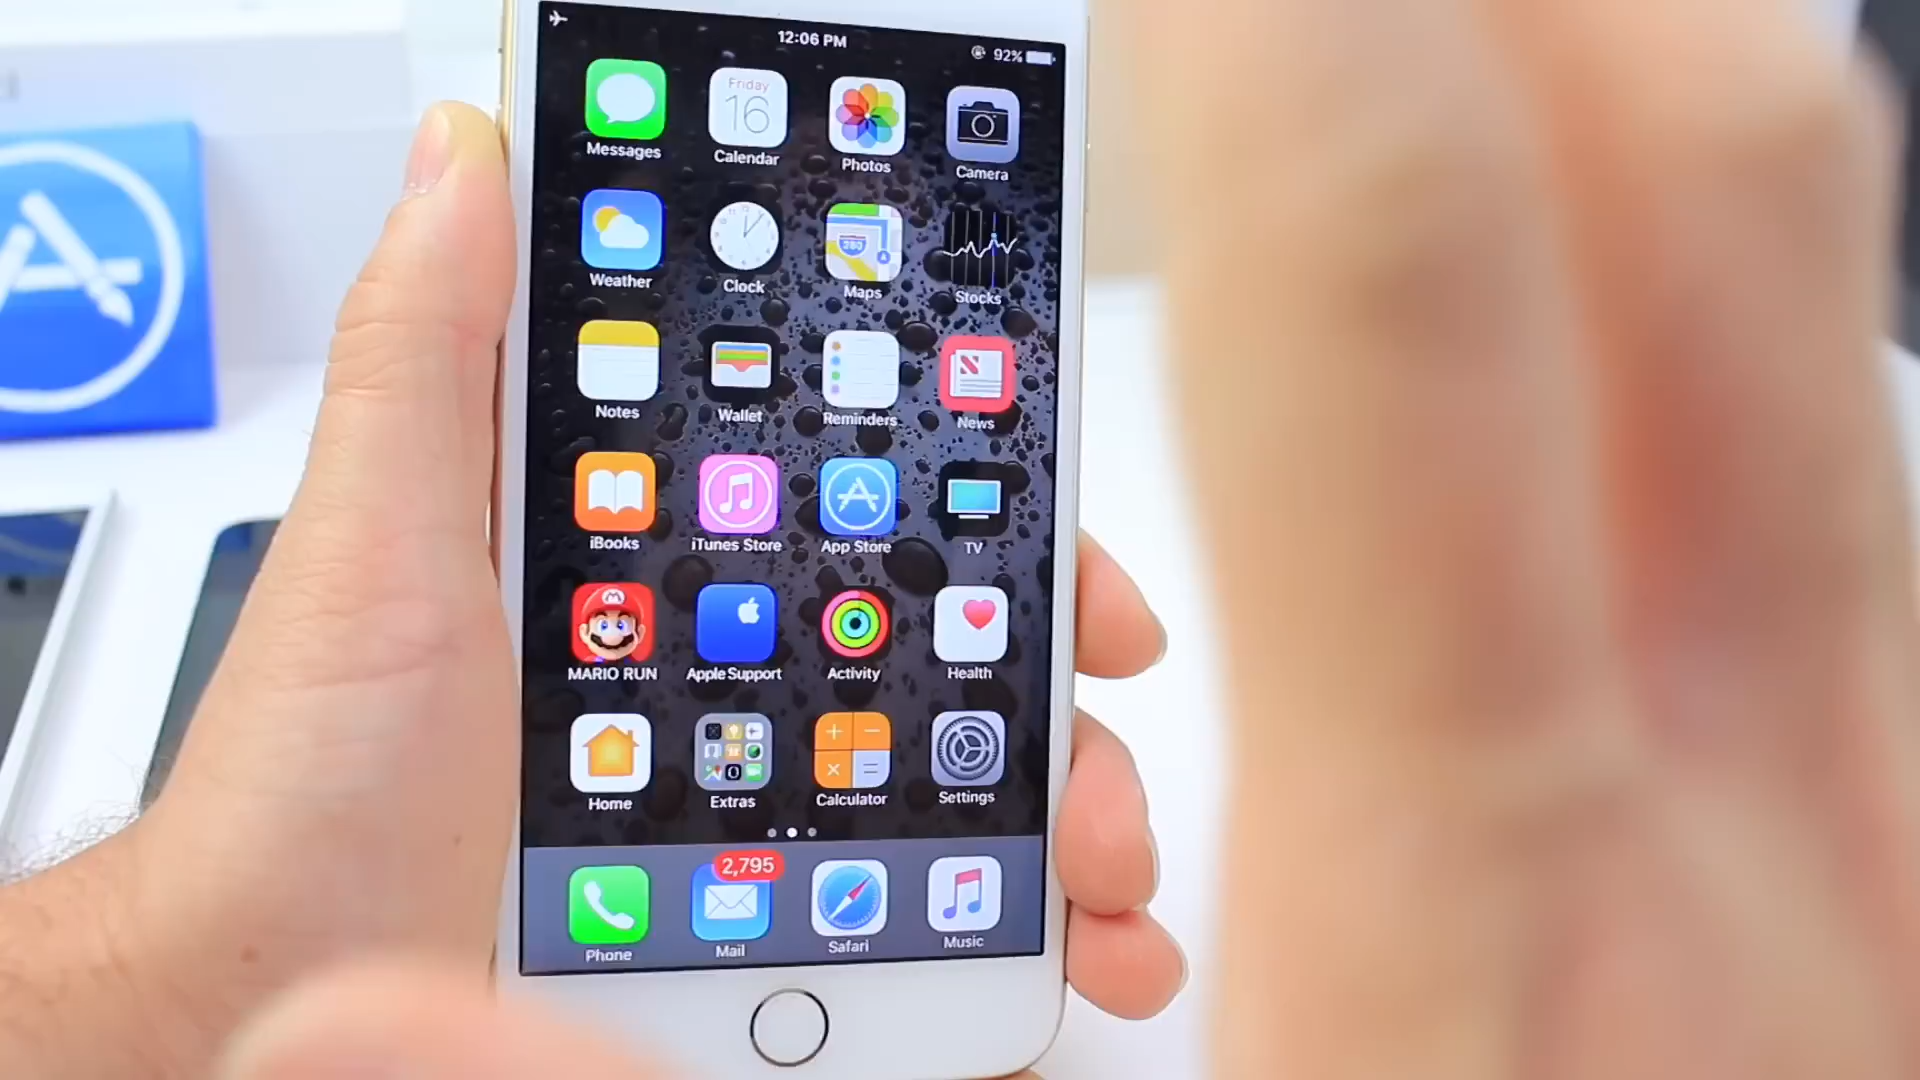 12:06 PM
92%
Friday
16
Messages
Calendar
Photos
Camera
280
Weather
Clock
Maps
Stocks
Notes
Wallet
Reminders
News
iBooks
iTunes Store
App Store
TV
M
MARIO RUN
Apple Support
Activity
Health
Home
Extras
Calculator
Settings
2,795
Phone
Mail
Safari
Music